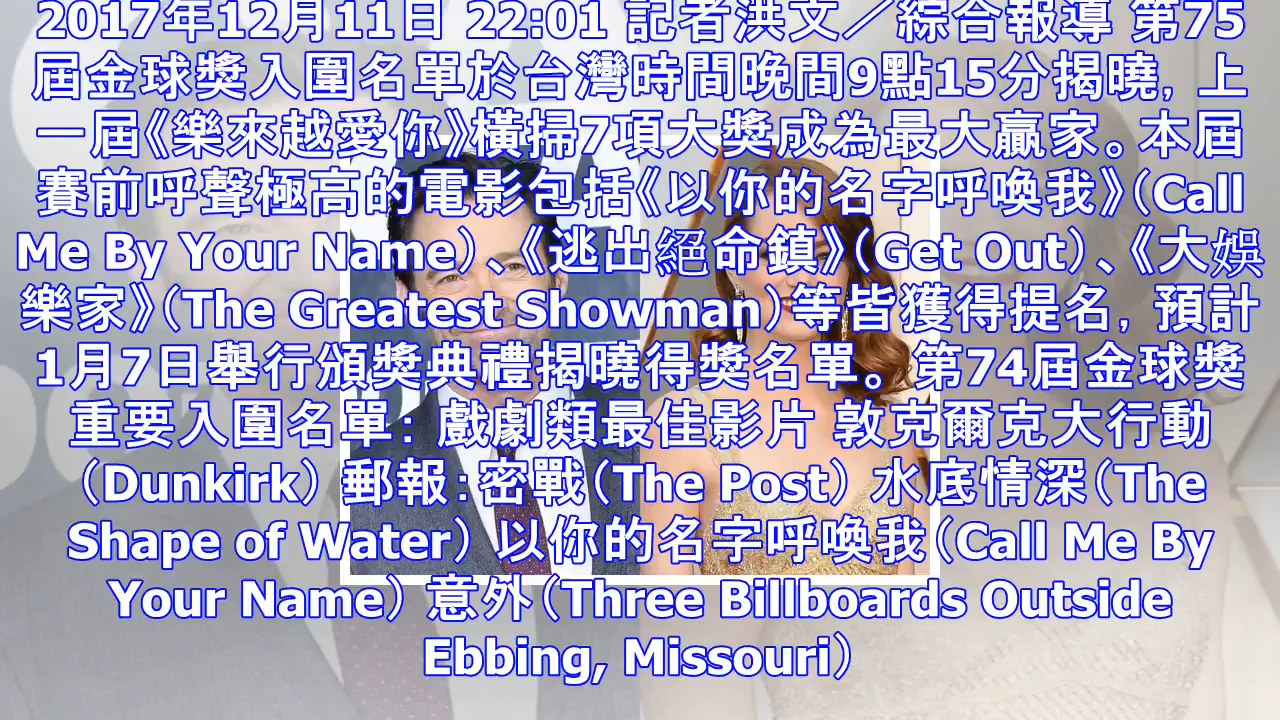 2017年12月11日 22:01 記者洪文／綜合報導 第75
屆金球獎入圍名單於台灣時間晚間9點15分揭曉，上
一屆《樂來越愛你》橫掃7項大獎成為最大贏家。本屆
賽前呼聲極高的電影包括《以你的名字呼喚我》（Call
Me By Your Name）、《逃出絕命鎮》（Get Out）、《大娛
樂家》（The Greatest Showman）等皆獲得提名，預計
1月7日舉行頒獎典禮揭曉得獎名單。 第74屆金球獎
重要入圍名單： 戲劇類最佳影片 敦克爾克大行動
（Dunkirk） 郵報：密戰（The Post） 水底情深（The
Shape of Water） 以你的名字呼喚我（Call Me By
Your Name） 意外（Three Billboards Outside
Ebbing, Missouri）